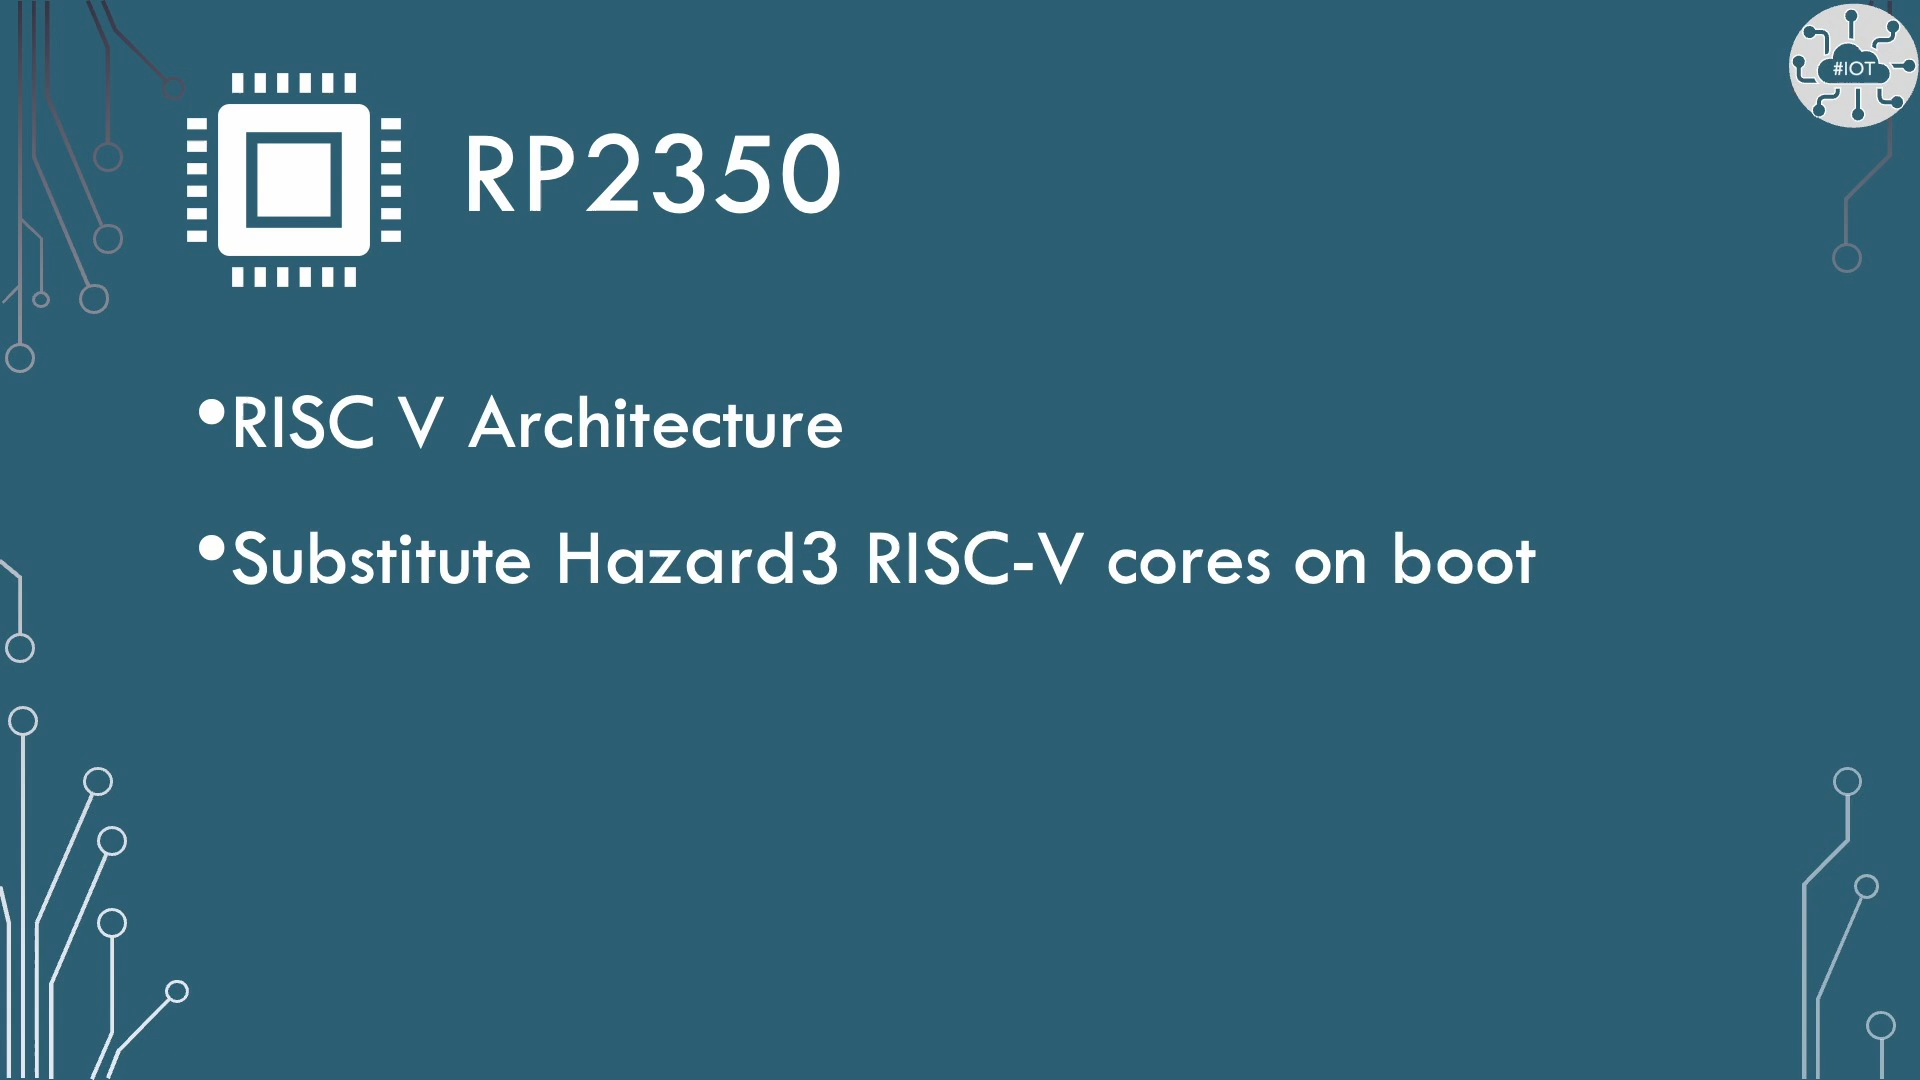 #IOT
RP2350
•RISC V Architecture
•Substitute Hazard3 RISC-V cores on boot